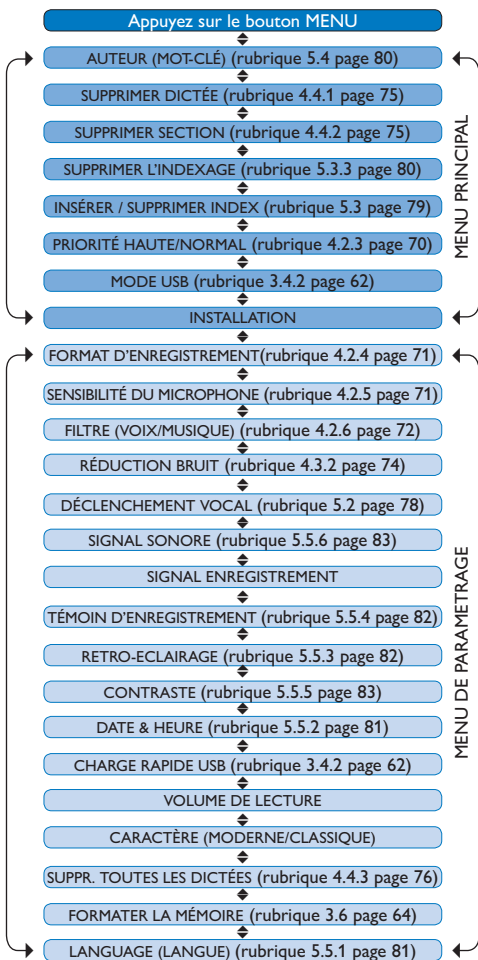 Appuyez sur le bouton MENU
AUTEUR (MOT-CLÉ) (rubrique 5.4 page 80)
SUPPRIMER DICTÉE (rubrique 4.4.1 page 75)
SUPPRIMER SECTION (rubrique 4.4.2 page 75)
SUPPRIMER L'INDEXAGE (rubrique 5.3.3 page 80)
INSÉRER / SUPPRIMER INDEX (rubrique 5.3 page 79)
PRIORITÉ HAUTE/NORMAL (rubrique 4.2.3 page 70)
MODE USB (rubrique 3.4.2 page 62)
INSTALLATION
MENU PRINCIPAL
FORMAT D'ENREGISTREMENT(rubrique 4.2.4 page 71)
SENSIBILITÉ DU MICROPHONE (rubrique 4.2.5 page 71)
FILTRE (VOIX/MUSIQUE) (rubrique 4.2.6 page 72)
RÉDUCTION BRUIT (rubrique 4.3.2 page 74)
DÉCLENCHEMENT VOCAL (rubrique 5.2 page 78)
SIGNAL SONORE (rubrique 5.5.6 page 83)
SIGNAL ENREGISTREMENT
TÉMOIN D'ENREGISTREMENT (rubrique 5.5.4 page 82)
RETRO-ECLAIRAGE (rubrique 5.5.3 page 82)
CONTRASTE (rubrique 5.5.5 page 83)
DATE & HEURE (rubrique 5.5.2 page 81)
CHARGE RAPIDE USB (rubrique 3.4.2 page 62)
VOLUME DE LECTURE
CARACTÈRE (MODERNE/CLASSIQUE)
SUPPR. TOUTES LES DICTÉES (rubrique 4.4.3 page 76)
FORMATER LA MÉMOIRE (rubrique 3.6 page 64)
LANGUAGE (LANGUE) (rubrique 5.5.1 page 81)
MENU DE PARAMETRAGE